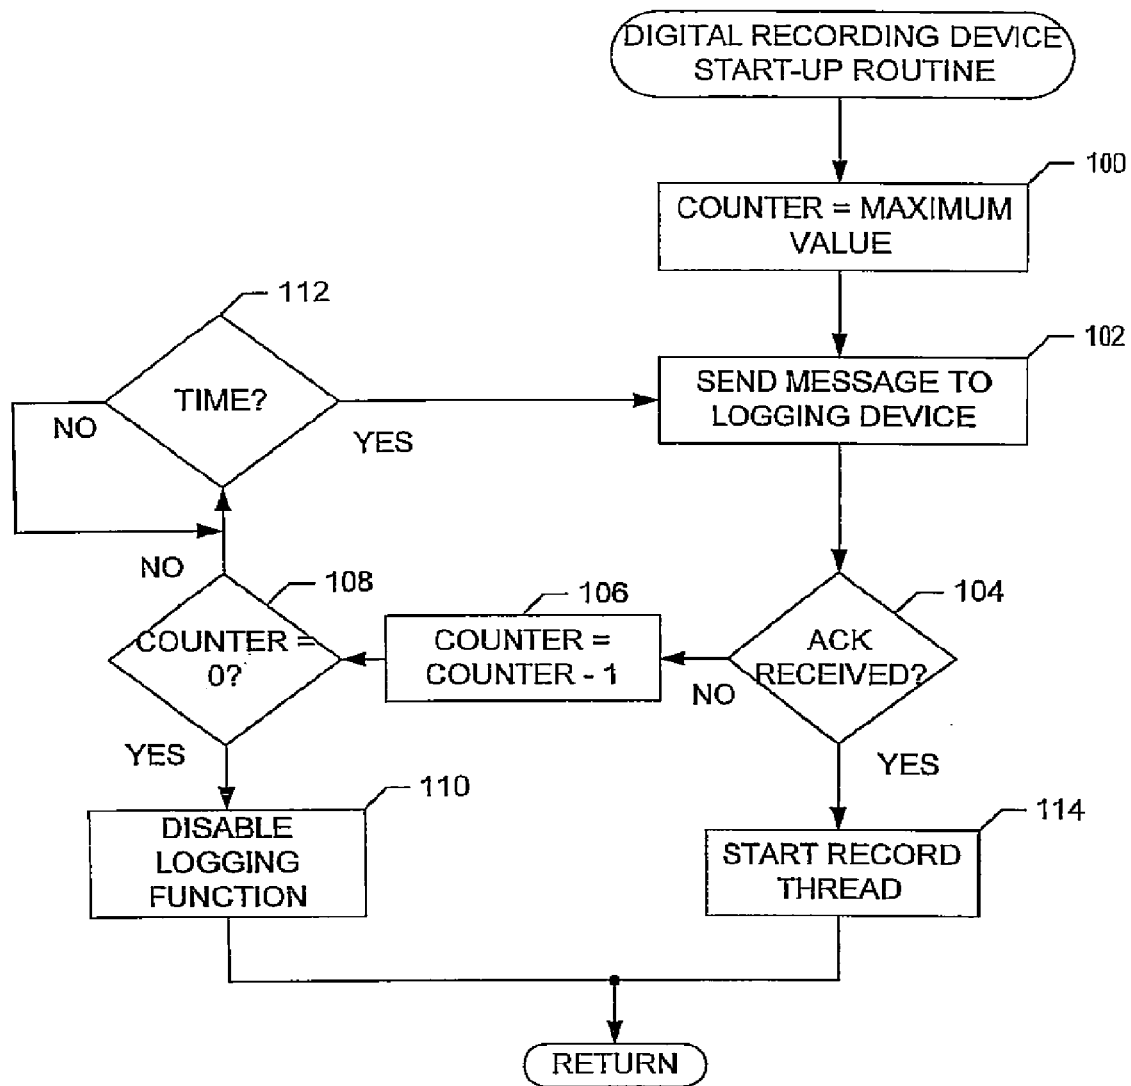 DIGITAL RECORDING DEVICE
START-UP ROUTINE
100
COUNTER = MAXIMUM
VALUE
102
SEND MESSAGE TO
LOGGING DEVICE
104
ACK
RECEIVED?
NO
YES
106
COUNTER =
COUNTER - 1
108
COUNTER =
0?
NO
YES
112
TIME?
NO
YES
110
DISABLE
LOGGING
FUNCTION
114
START RECORD
THREAD
RETURN